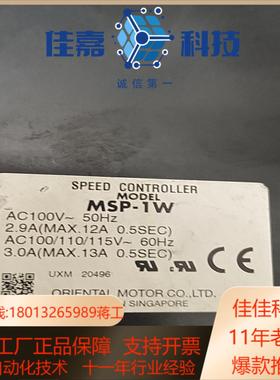 佳嘉 科技
诚信第一
SPEED CONTROLLER
MODEL
MSP-1W
AC100V~ 50Hz
2.9A(MAX.12A 0.5SEC)
AC100/110/115V~ 60Hz
3.0A(MAX.13A 0.5SEC)
UXM 20496
ORIENTAL MOTOR CO.,LTD.
IN SINGAPORE
线:18013265989蒋工
工厂正品保障 支持开票
自动化技术 十一年行业经验
佳佳科
11年老
爆款推